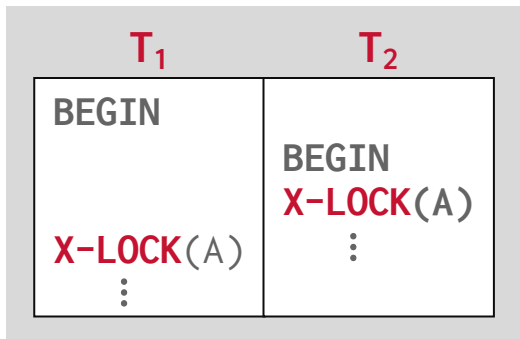 T₁ T₂
BEGIN
BEGIN
X-LOCK(A)
X-LOCK(A)
⋮
⋮